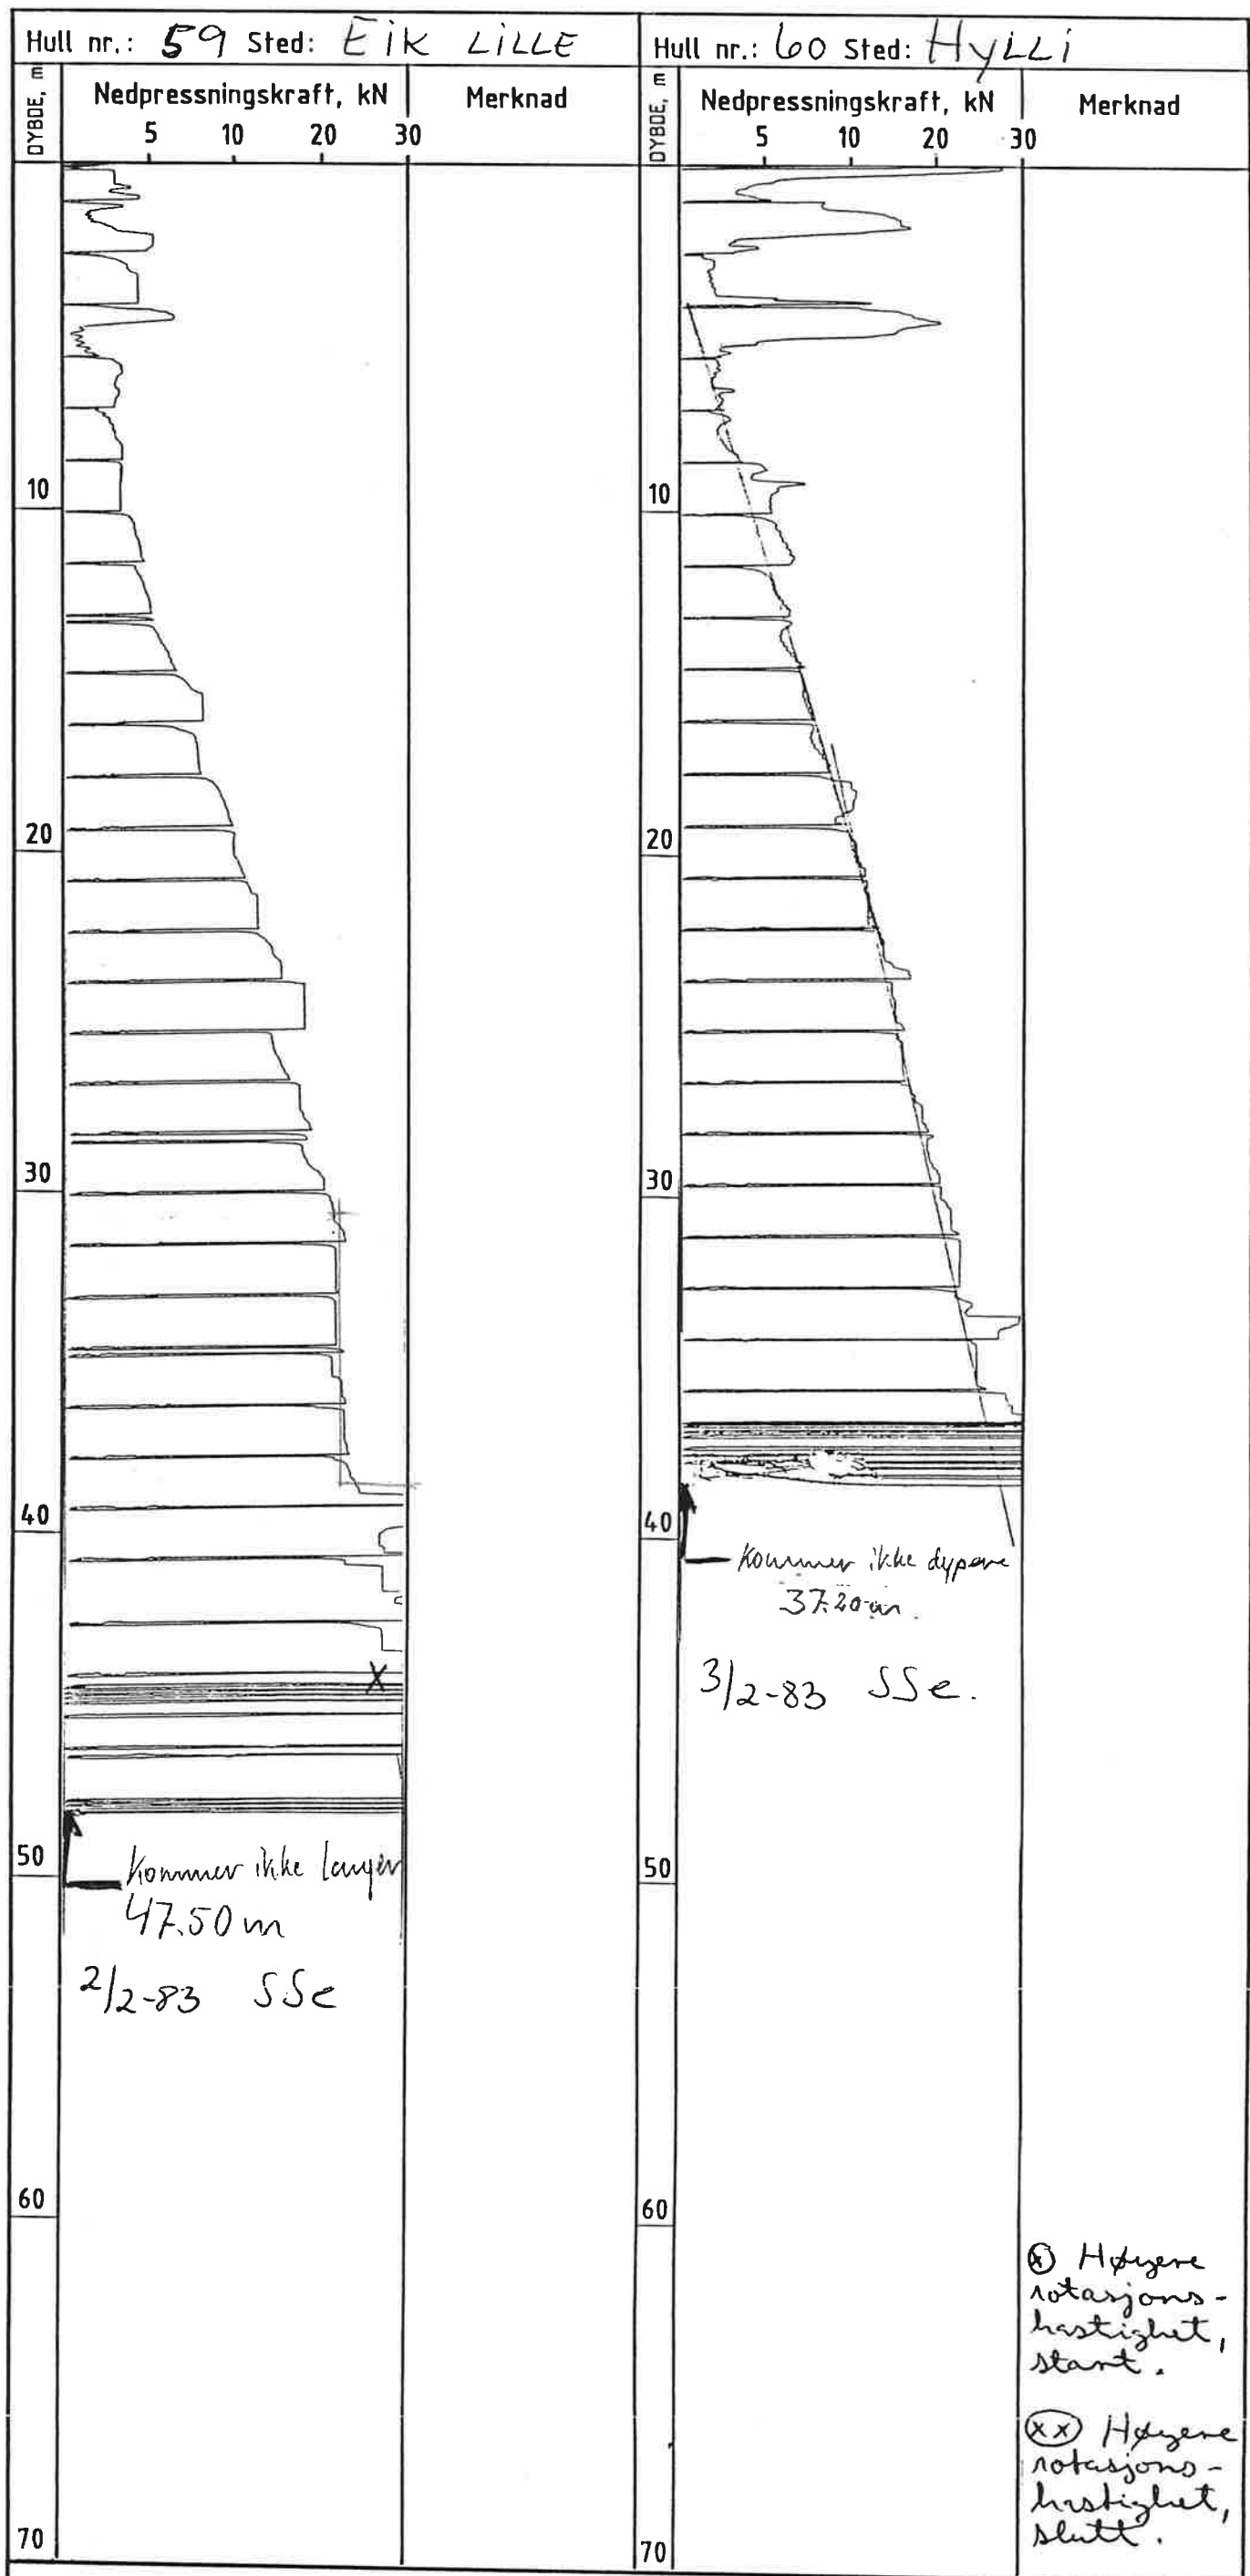 Hull nr.: 59 Sted: Eik LiLLE
DYBDE, m
Nedpressningskraft, kN
Merknad
5 10 20 30
10
20
30
40
X
50
Kommer ikke lenger
47.50 m
2/2-83 SSe
60
70
Hull nr.: 60 Sted: HyLLi
DYBDE, m
Nedpressningskraft, kN
Merknad
5 10 20 30
10
20
30
40
Kommer ikke dypere
37.20 m.
3/2-83 SSe.
50
60
70
(x) Høyere
rotasjons-
hastighet,
start.
(xx) Høyere
rotasjons-
hastighet,
slutt.